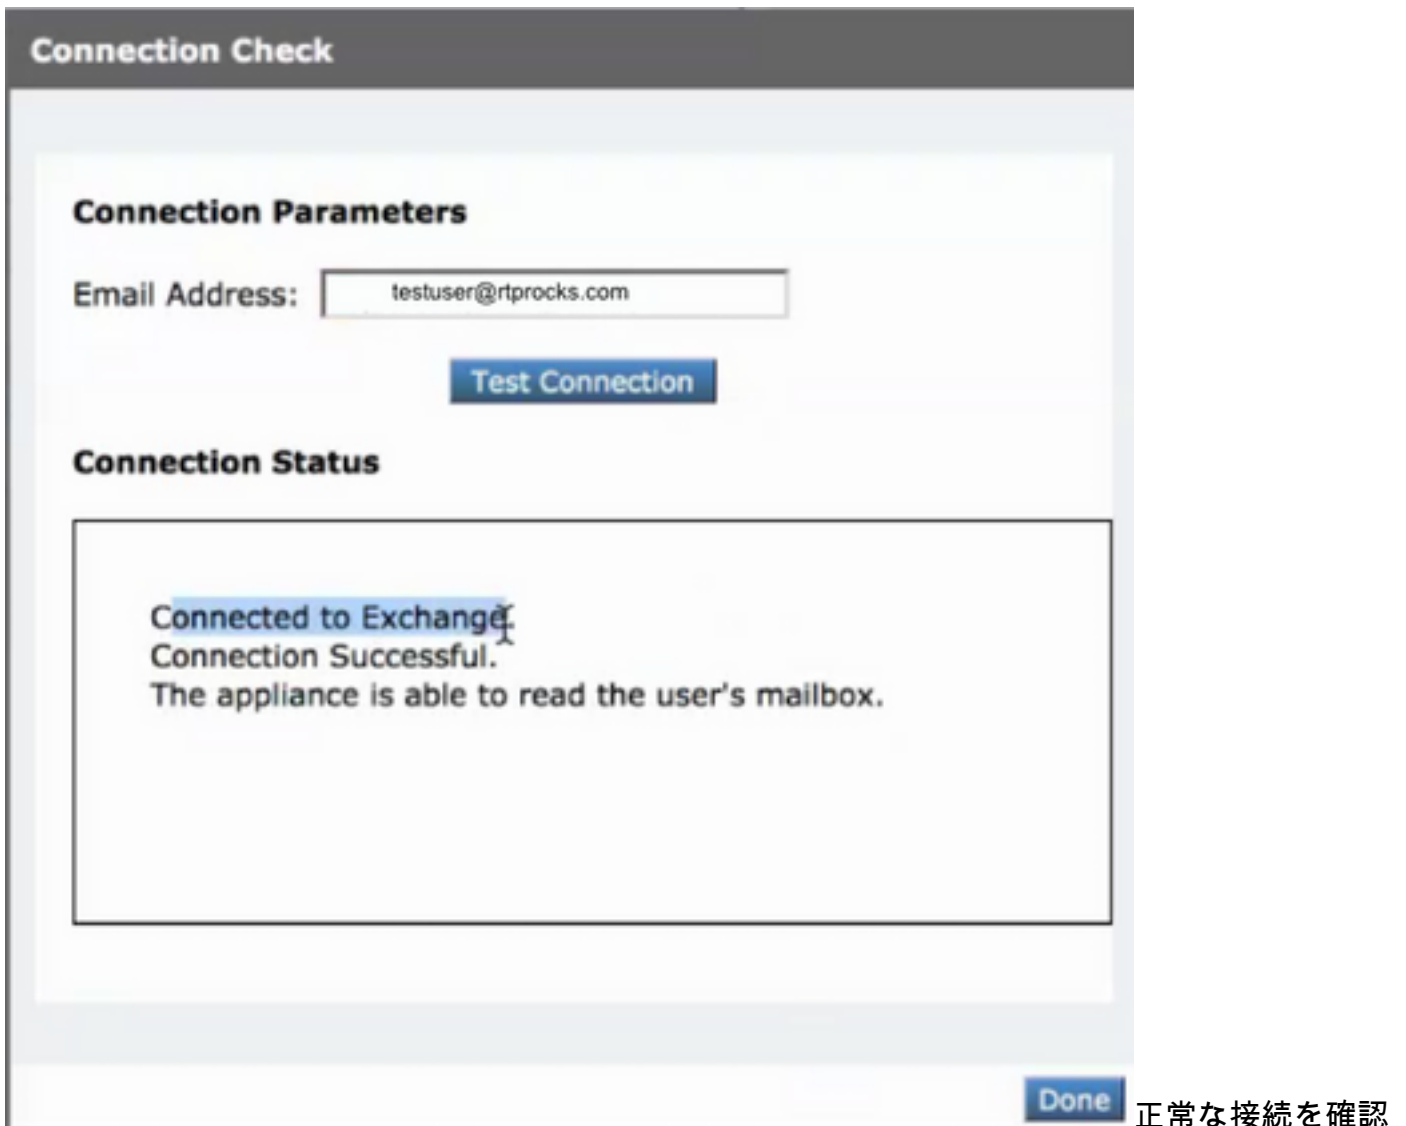 Connection Check
Connection Parameters
Email Address: testuser@rtprocks.com
Test Connection
Connection Status
Connected to Exchange.
Connection Successful.
The appliance is able to read the user's mailbox.
Done 正常な接続を確認